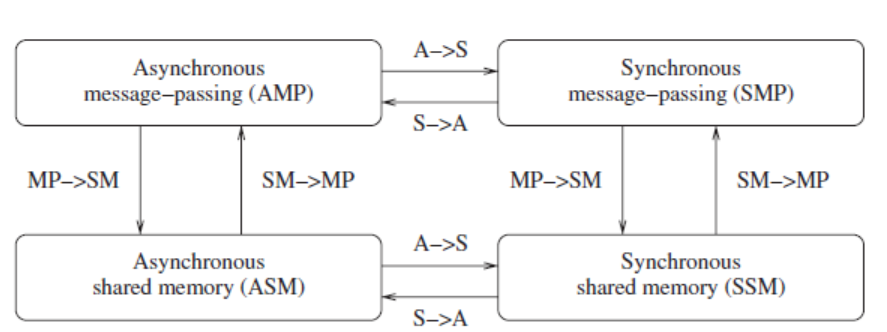 A–>S
Asynchronous
message–passing (AMP)
Synchronous
message–passing (SMP)
S–>A
MP–>SM
SM–>MP
MP–>SM
SM–>MP
A–>S
Asynchronous
shared memory (ASM)
Synchronous
shared memory (SSM)
S–>A